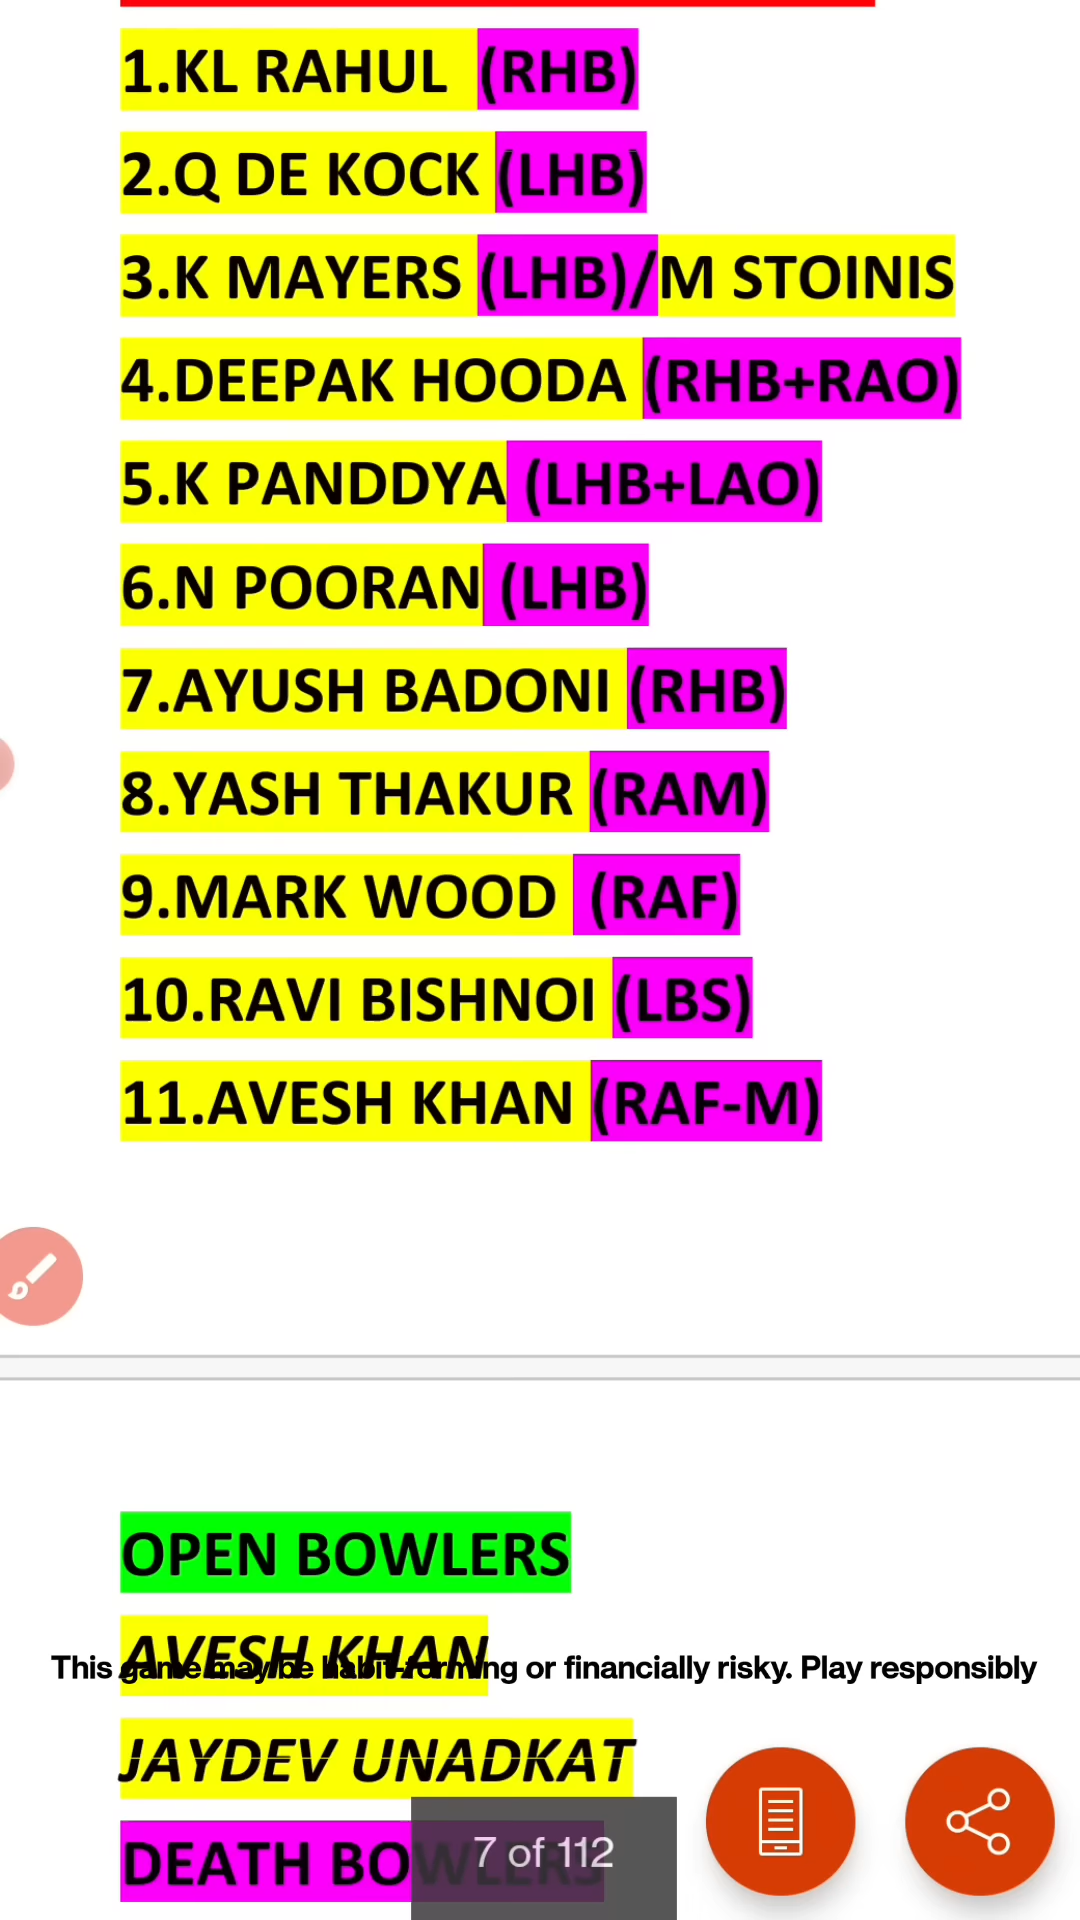 1.KL RAHUL (RHB)
2.Q DE KOCK (LHB)
3.K MAYERS (LHB)/M STOINIS
4.DEEPAK HOODA (RHB+RAO)
5.K PANDDYA (LHB+LAO)
6.N POORAN (LHB)
7.AYUSH BADONI (RHB)
8.YASH THAKUR (RAM)
9.MARK WOOD (RAF)
10.RAVI BISHNOI (LBS)
11.AVESH KHAN (RAF-M)
OPEN BOWLERS
AVESH KHAN
This game may be habit-forming or financially risky. Play responsibly
JAYDEV UNADKAT
DEATH BOWLERS
7 of 112